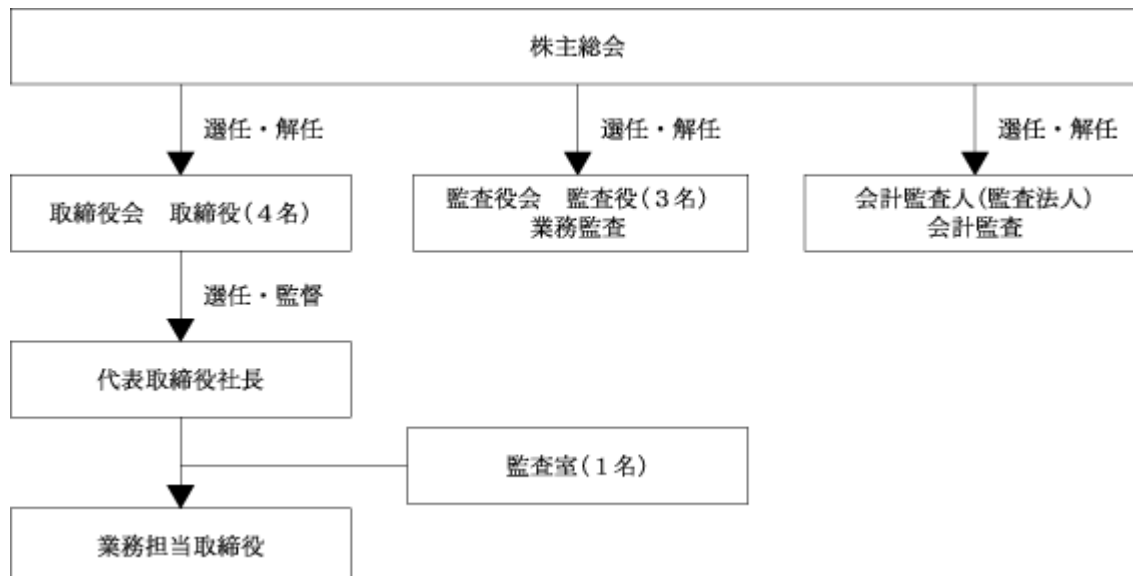 株主総会
選任・解任
選任・解任
選任・解任
取締役会　取締役(４名)
監査役会　監査役(３名)
業務監査
会計監査人(監査法人)
会計監査
選任・監督
代表取締役社長
監査室(１名)
業務担当取締役